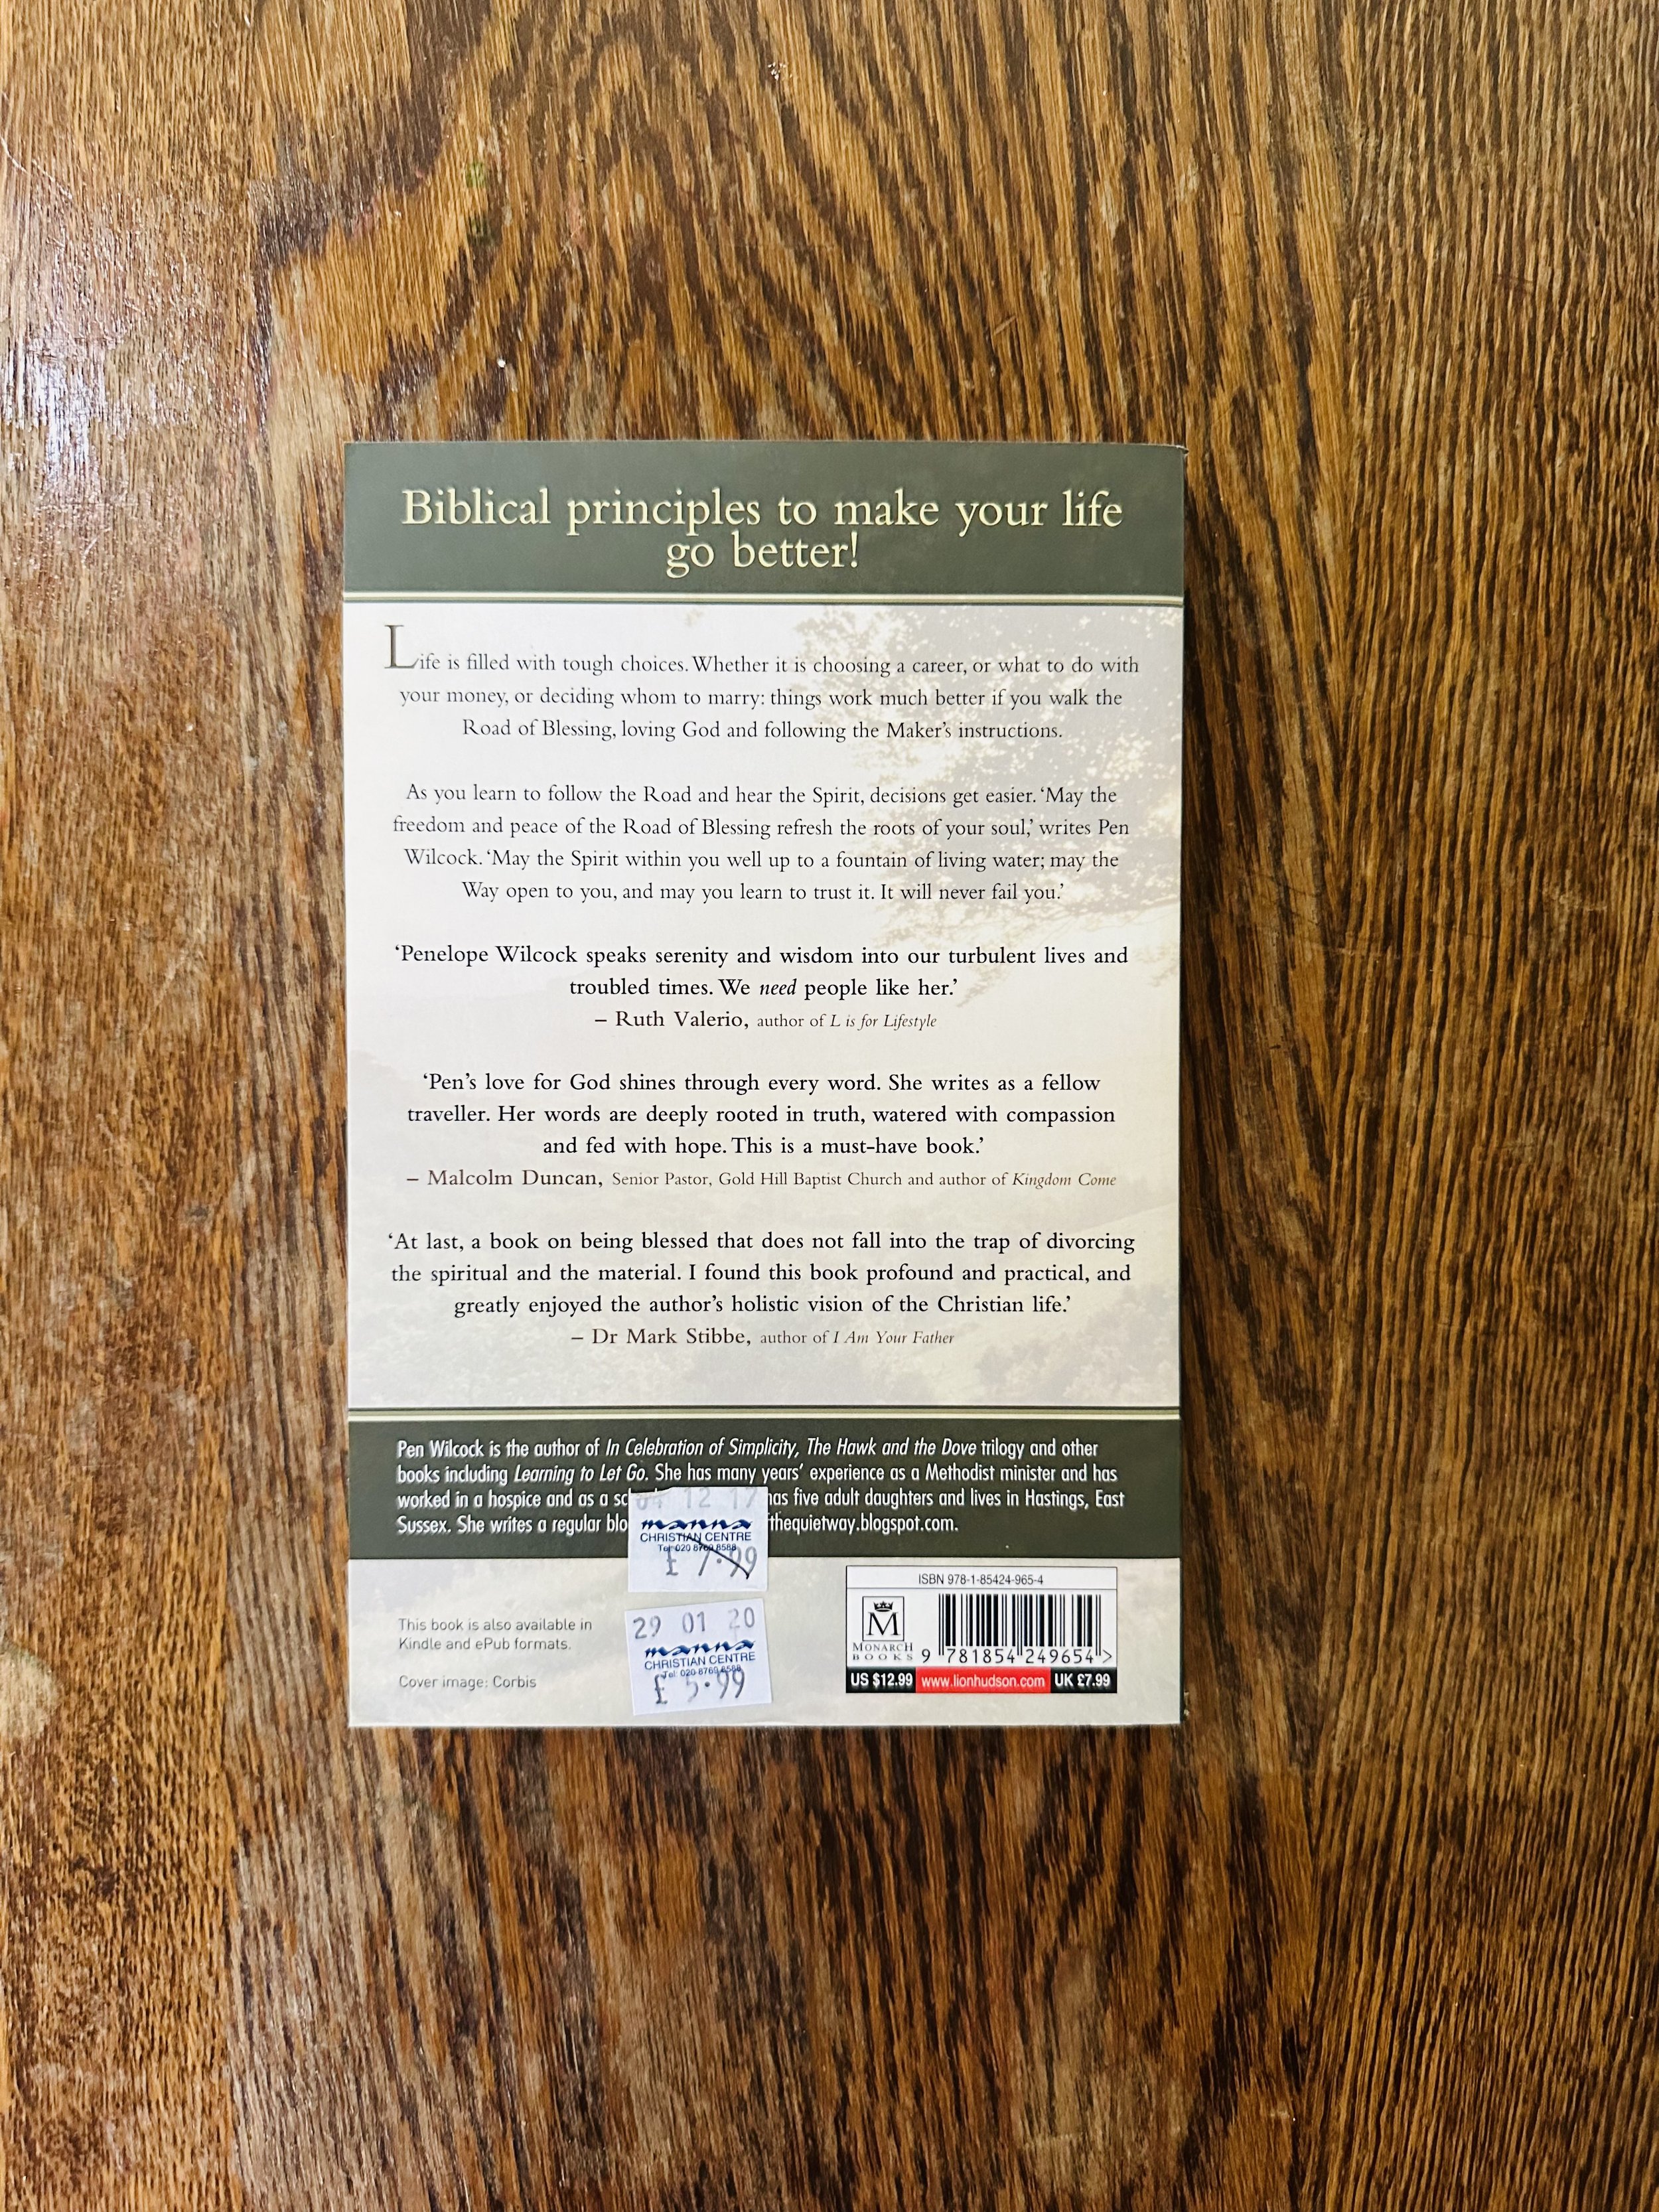 Biblical principles to make your life
go better!
Life is filled with tough choices. Whether it is choosing a career, or what to do with
your money, or deciding whom to marry: things work much better if you walk the
Road of Blessing, loving God and following the Maker's instructions.
As you learn to follow the Road and hear the Spirit, decisions get easier. 'May the
freedom and peace of the Road of Blessing refresh the roots of your soul,' writes Pen
Wilcock. 'May the Spirit within you well up to a fountain of living water; may the
Way open to you, and may you learn to trust it. It will never fail you.'
'Penelope Wilcock speaks serenity and wisdom into our turbulent lives and
troubled times. We need people like her.'
– Ruth Valerio, author of L is for Lifestyle
'Pen's love for God shines through every word. She writes as a fellow
traveller. Her words are deeply rooted in truth, watered with compassion
and fed with hope. This is a must-have book.'
– Malcolm Duncan, Senior Pastor, Gold Hill Baptist Church and author of Kingdom Come
'At last, a book on being blessed that does not fall into the trap of divorcing
the spiritual and the material. I found this book profound and practical, and
greatly enjoyed the author's holistic vision of the Christian life.'
– Dr Mark Stibbe, author of I Am Your Father
Pen Wilcock is the author of In Celebration of Simplicity, The Hawk and the Dove trilogy and other
books including Learning to Let Go. She has many years' experience as a Methodist minister and has
worked in a hospice and as a has five adult daughters and lives in Hastings, East
Sussex. She writes a regular thequietway.blogspot.com.
04 12 17
manna
CHRISTIAN CENTRE
Tel: 020 8769 8588
£ 7.99
29 01 20
manna
CHRISTIAN CENTRE
Tel: 020 8769 8588
£ 5.99
This book is also available in
Kindle and ePub formats.
Cover image: Corbis
ISBN 978-1-85424-965-4
M
MONARCH
BOOKS
9 781854 249654 >
US $12.99 www.lionhudson.com UK £7.99